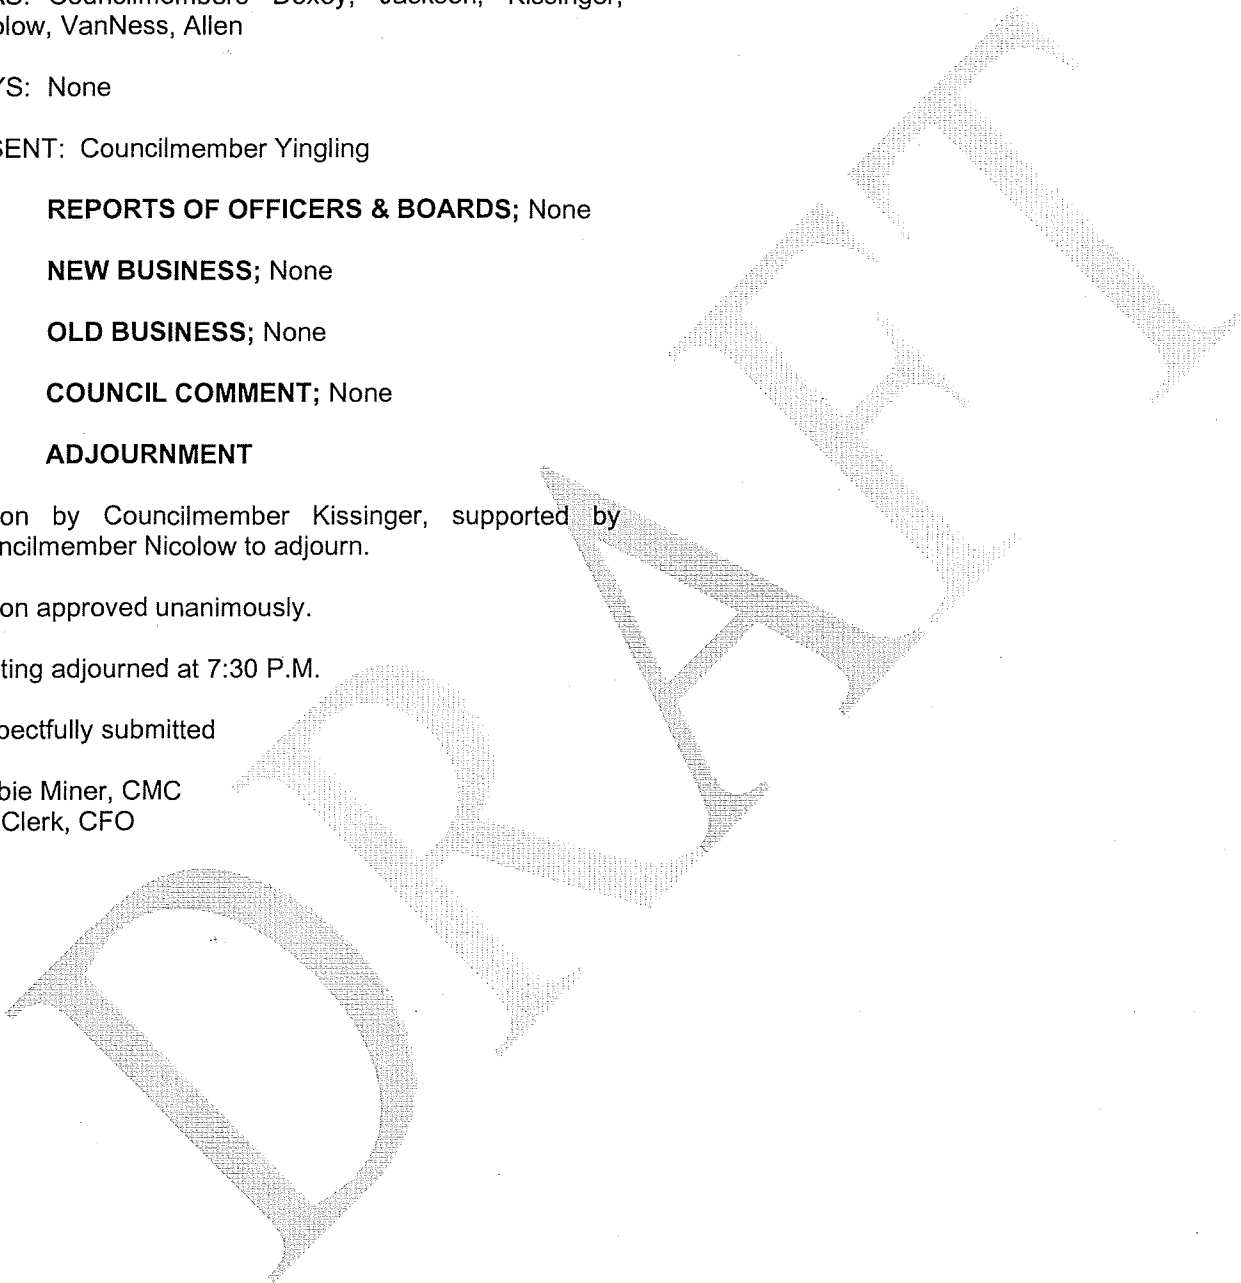 AS: Councilmembers Doxey, Jackson, Kissinger,
olow, VanNess, Allen
YS: None
SENT: Councilmember Yingling
REPORTS OF OFFICERS & BOARDS; None
NEW BUSINESS; None
OLD BUSINESS; None
COUNCIL COMMENT; None
ADJOURNMENT
on by Councilmember Kissinger, supported by
ncilmember Nicolow to adjourn.
on approved unanimously.
ting adjourned at 7:30 P.M.
pectfully submitted
bie Miner, CMC
Clerk, CFO
DRAFT